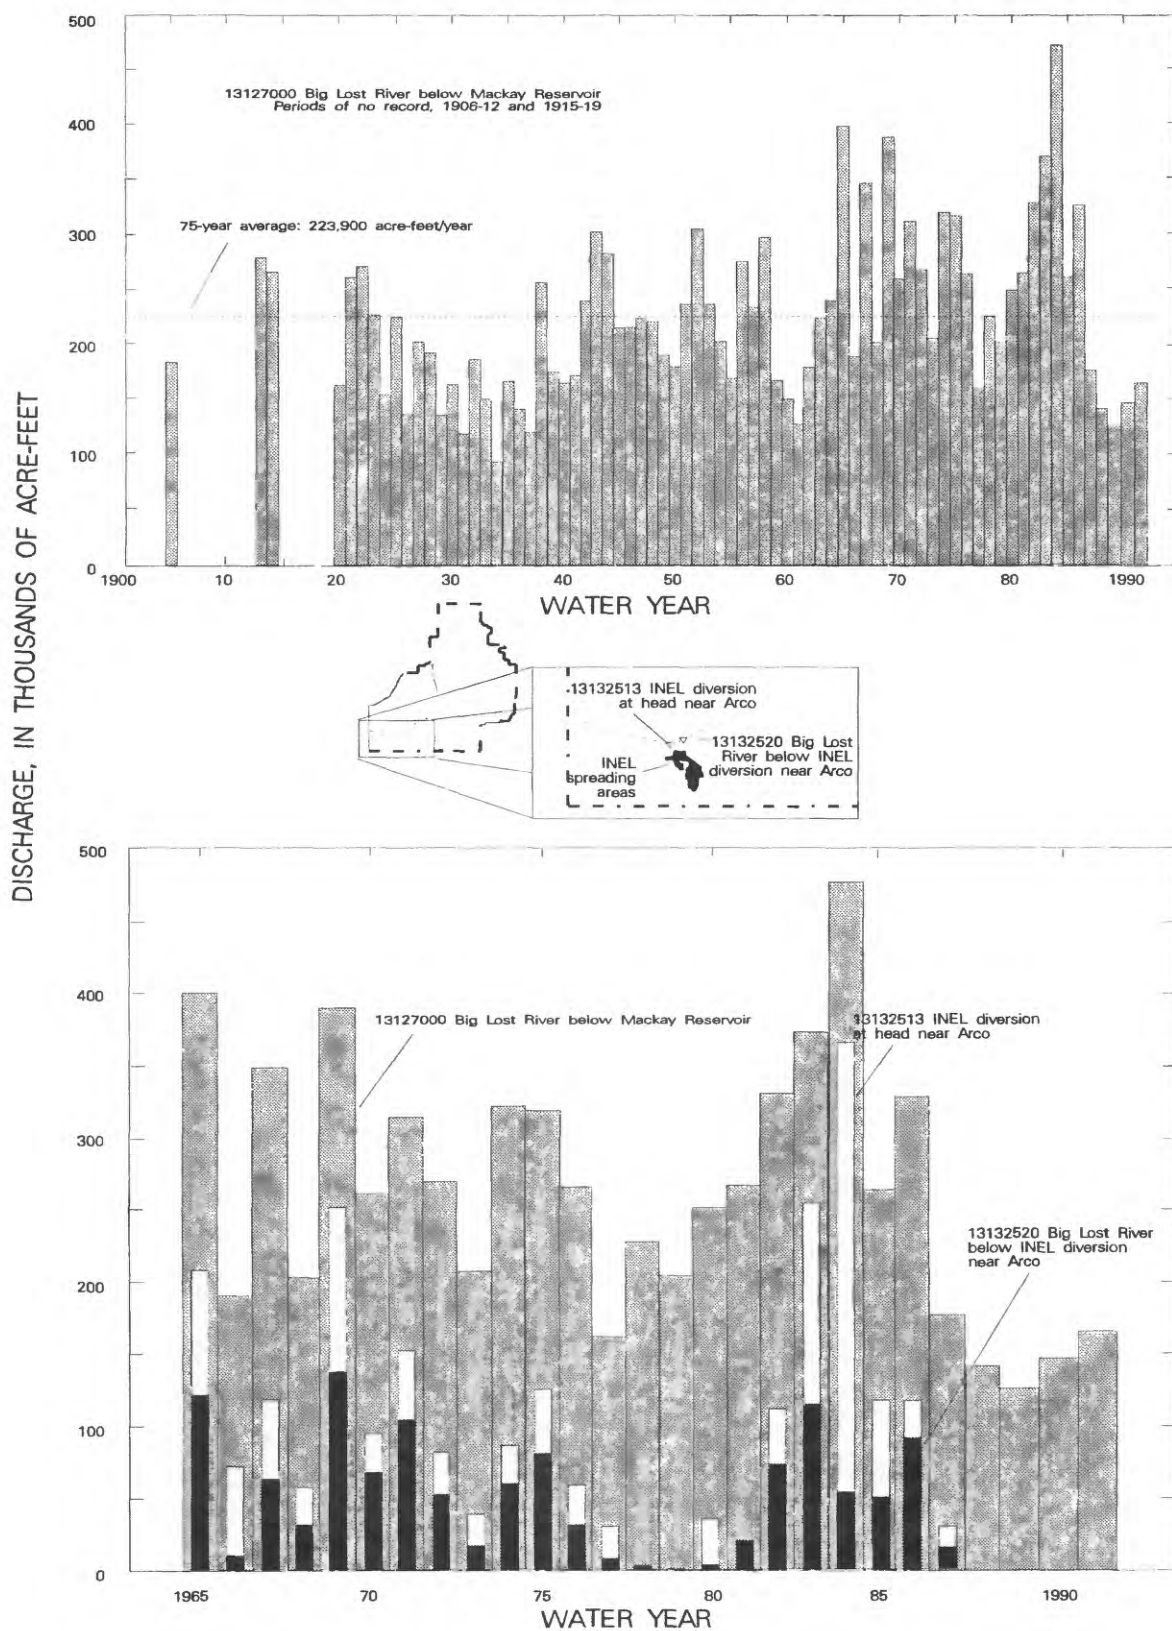 500
13127000 Big Lost River below Mackay Reservoir
Periods of no record, 1906-12 and 1915-19
400
75-year average: 223,900 acre-feet/year
300
200
100
0
1900 10 20 30 40 50 60 70 80 1990
WATER YEAR
DISCHARGE, IN THOUSANDS OF ACRE-FEET
13132513 INEL diversion
at head near Arco
13132520 Big Lost
River below INEL
diversion near Arco
INEL
spreading
areas
500
400
13127000 Big Lost River below Mackay Reservoir
13132513 INEL diversion
at head near Arco
300
13132520 Big Lost River
below INEL diversion
near Arco
200
100
0
1965 70 75 80 85 1990
WATER YEAR